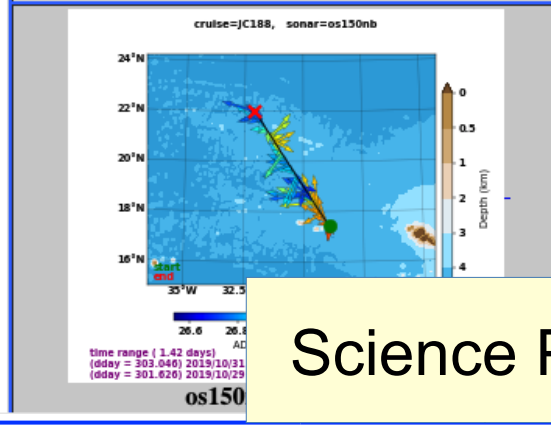 cruise=JC188, sonar=os150nb
24°N
22°N
20°N
18°N
16°N
0
0.5
1
2
3
4
Depth (km)
start
end
35°W 32.5
26.6 26.8
AD
time range ( 1.42 days)
(dday = 303.046) 2019/10/31
(dday = 301.626) 2019/10/29
os150
Science P